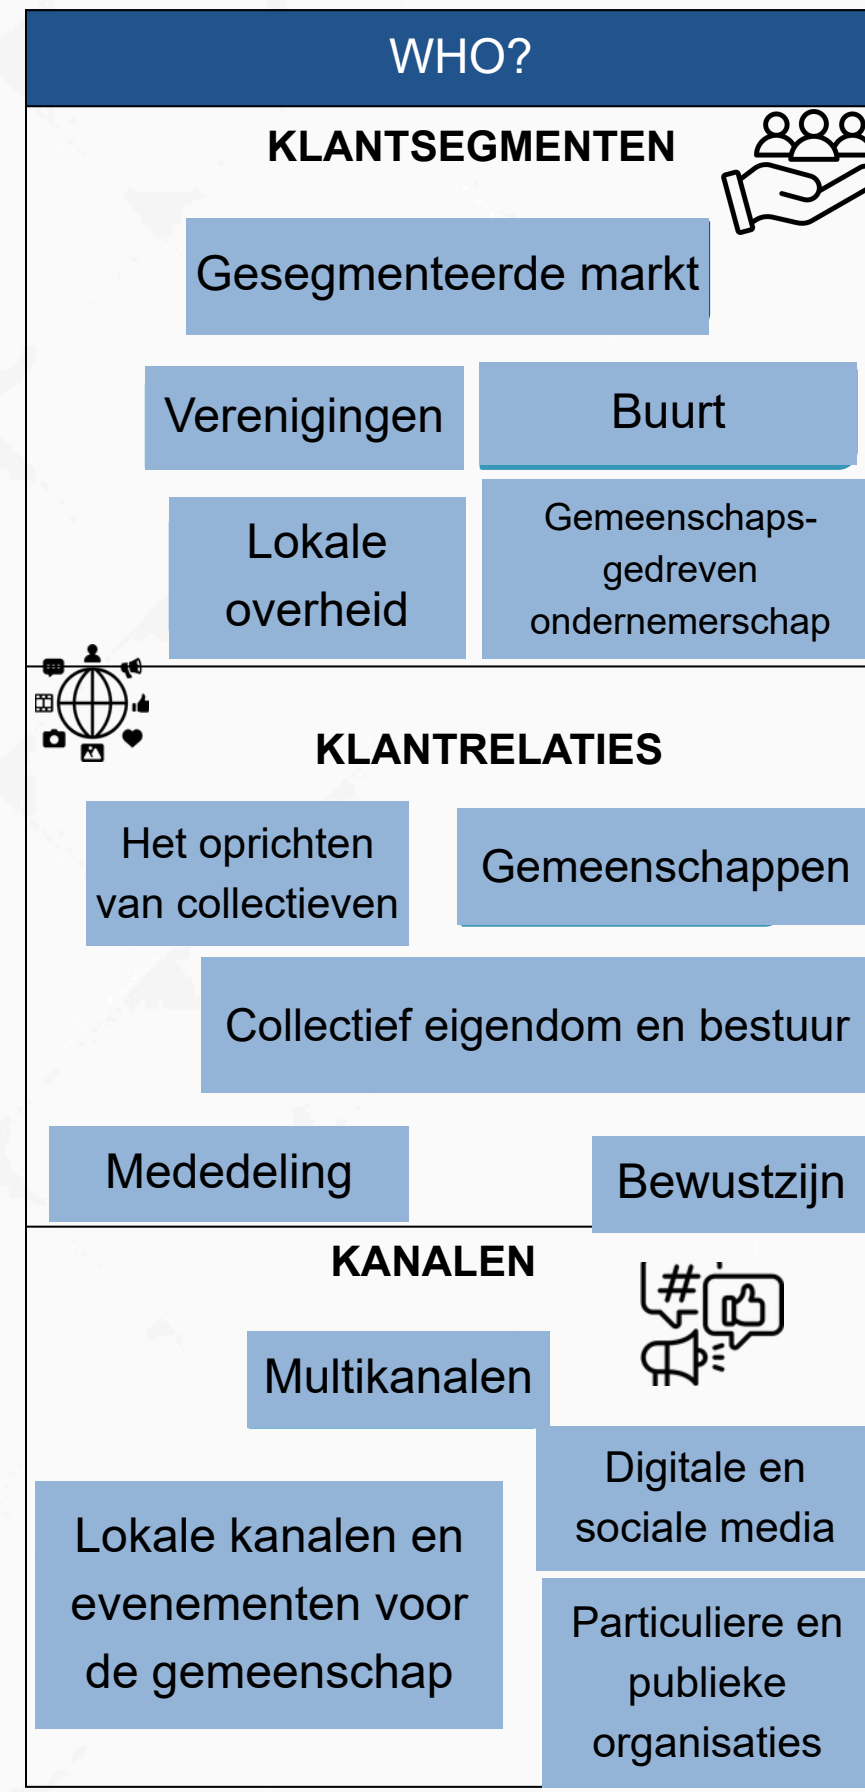 WHO?
KLANTSEGMENTEN
Gesegmenteerde markt
Verenigingen
Buurt
Lokale
overheid
Gemeenschaps-
gedreven
ondernemerschap
KLANTRELATIES
Het oprichten
van collectieven
Gemeenschappen
Collectief eigendom en bestuur
Mededeling
Bewustzijn
KANALEN
#
Multikanalen
Digitale en
sociale media
Lokale kanalen en
evenementen voor
de gemeenschap
Particuliere en
publieke
organisaties